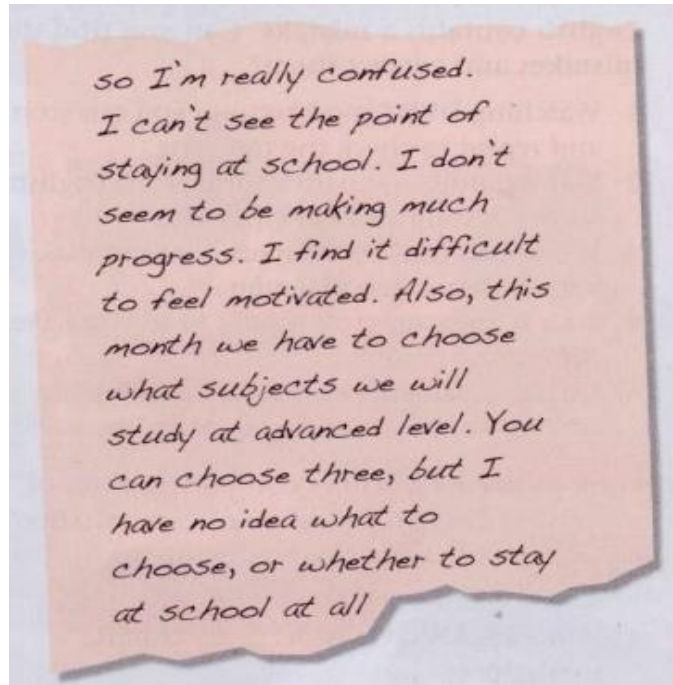 so I'm really confused.
I can't see the point of
staying at school. I don't
seem to be making much
progress. I find it difficult
to feel motivated. Also, this
month we have to choose
what subjects we will
study at advanced level. You
can choose three, but I
have no idea what to
choose, or whether to stay
at school at all